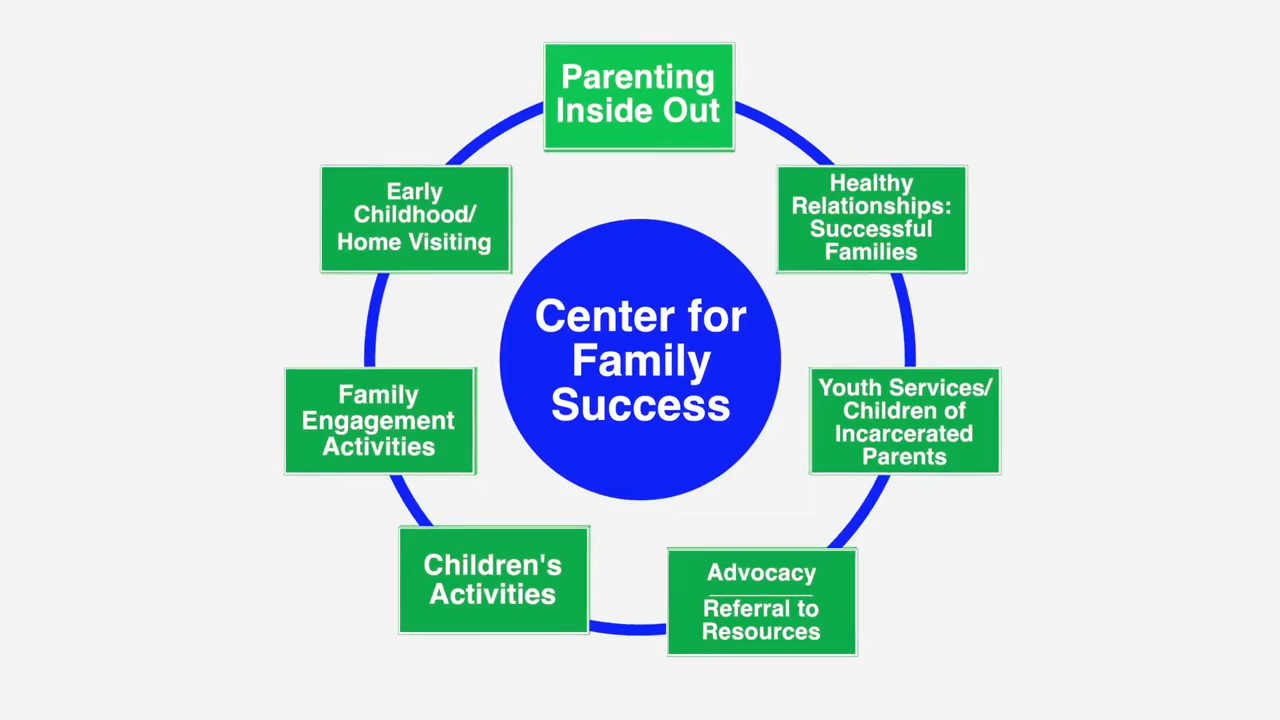 Parenting
Inside Out
Early
Childhood/
Home Visiting
Healthy
Relationships:
Successful
Families
Center for
Family
Success
Family
Engagement
Activities
Youth Services/
Children of
Incarcerated
Parents
Children's
Activities
Advocacy
Referral to
Resources